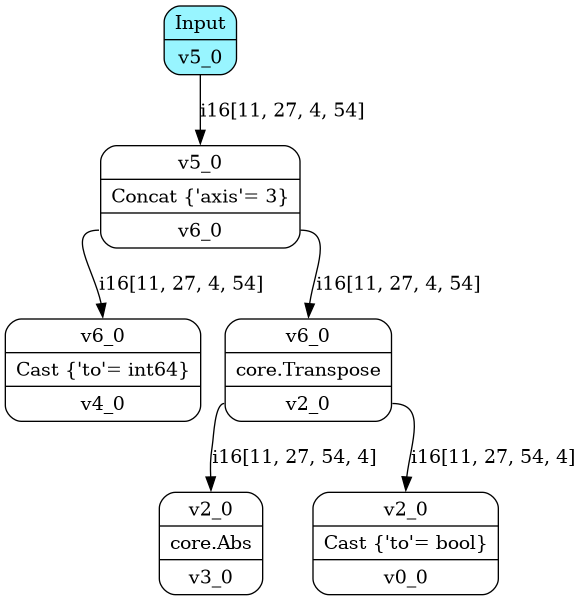 Input
v5_0
i16[11, 27, 4, 54]
v5_0
Concat {'axis'= 3}
v6_0
i16[11, 27, 4, 54]
i16[11, 27, 4, 54]
v6_0
Cast {'to'= int64}
v4_0
v6_0
core.Transpose
v2_0
i16[11, 27, 54, 4]
i16[11, 27, 54, 4]
v2_0
core.Abs
v3_0
v2_0
Cast {'to'= bool}
v0_0